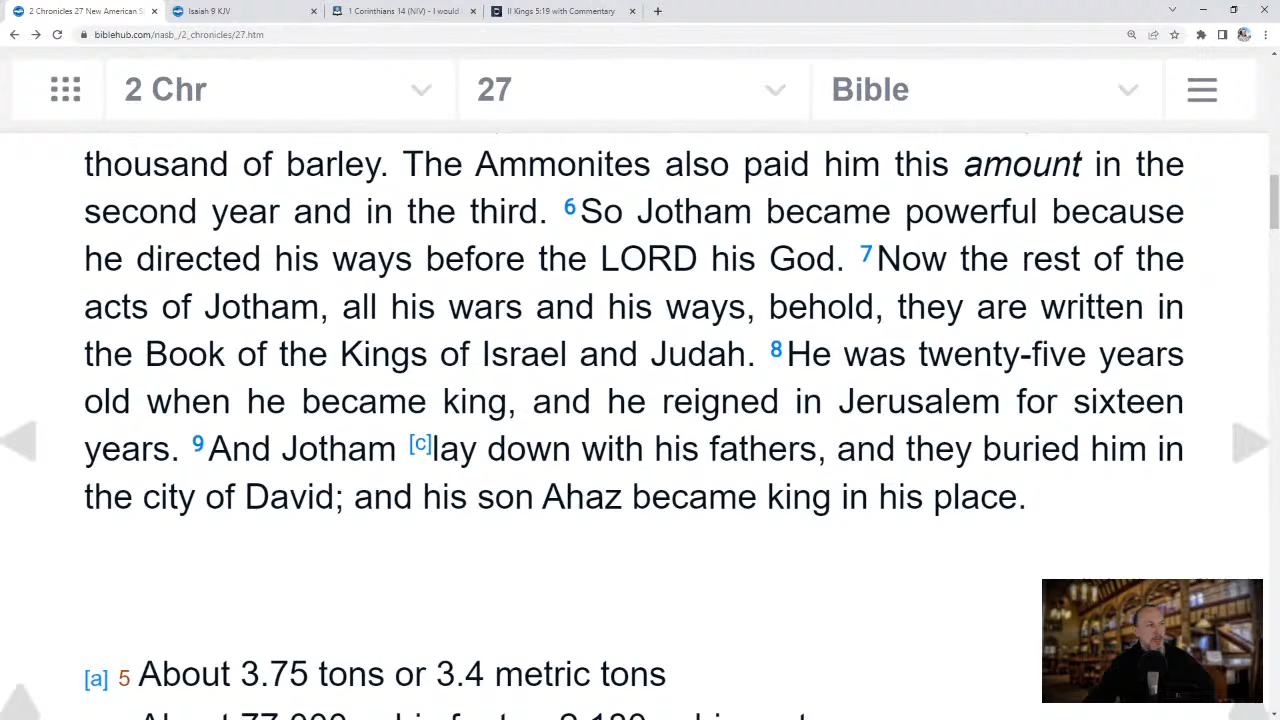 2 Chronicles 27 New American S
Isaiah 9 KJV
1 Corinthians 14 (NIV) - I would
II Kings 5:19 with Commentary
biblehub.com/nasb_/2_chronicles/27.htm
2 Chr
27
Bible
thousand of barley. The Ammonites also paid him this amount in the
second year and in the third. 6 So Jotham became powerful because
he directed his ways before the LORD his God. 7 Now the rest of the
acts of Jotham, all his wars and his ways, behold, they are written in
the Book of the Kings of Israel and Judah. 8 He was twenty-five years
old when he became king, and he reigned in Jerusalem for sixteen
years. 9 And Jotham [c]lay down with his fathers, and they buried him in
the city of David; and his son Ahaz became king in his place.
[a] 5 About 3.75 tons or 3.4 metric tons
About 77,000